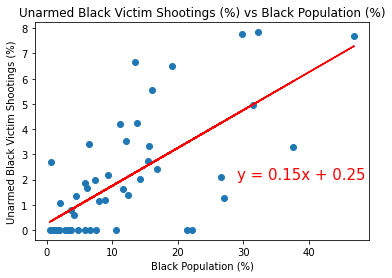 Unarmed Black Victim Shootings (%) vs Black Population (%)
Unarmed Black Victim Shootings (%)
8
7
6
5
4
3
2
1
0
y = 0.15x + 0.25
0 10 20 30 40
Black Population (%)